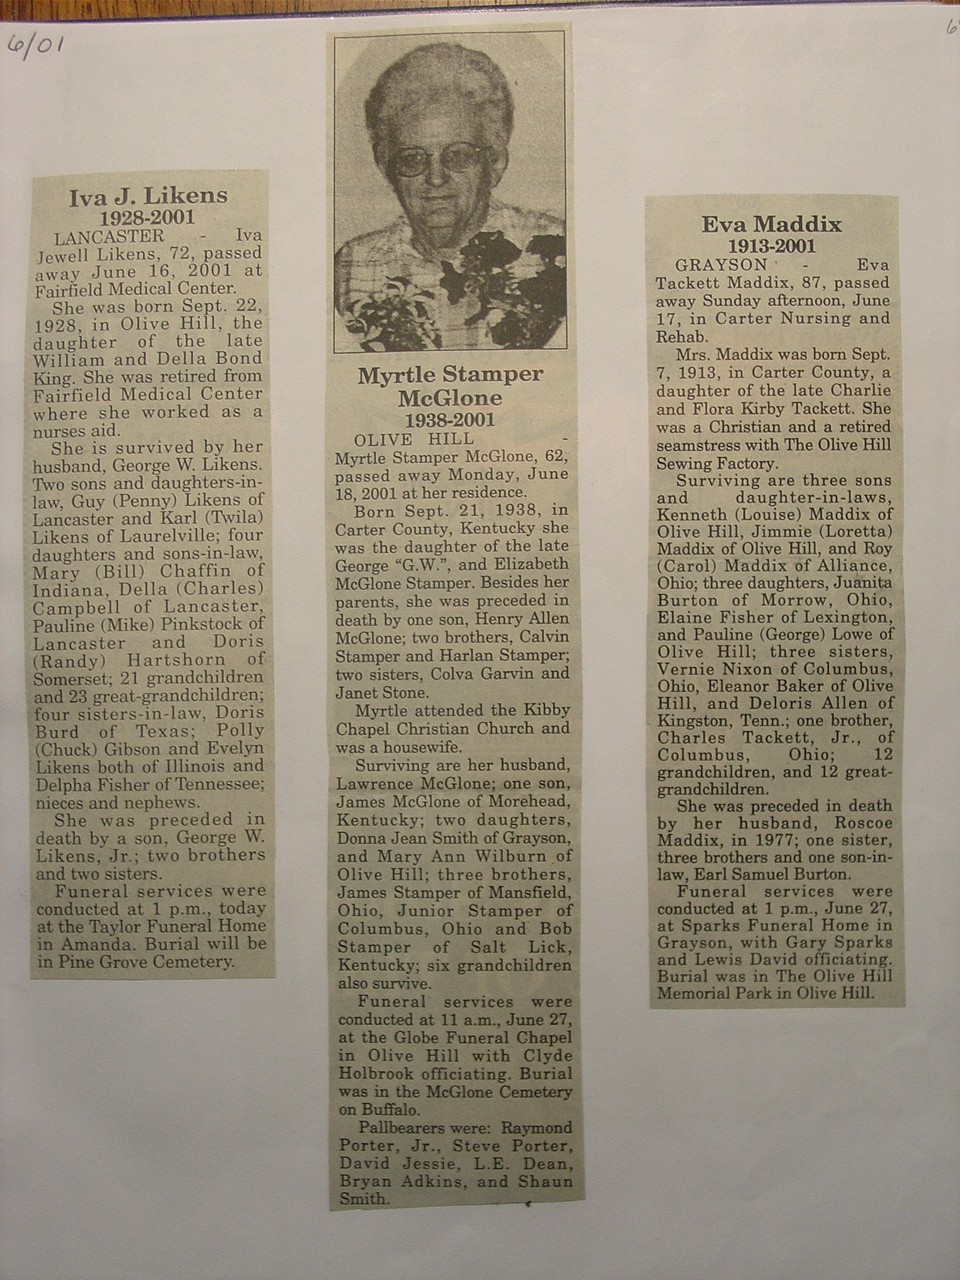 6/01
Iva J. Likens
1928-2001
LANCASTER - Iva
Jewell Likens, 72, passed
away June 16, 2001 at
Fairfield Medical Center.
She was born Sept. 22,
1928, in Olive Hill, the
daughter of the late
William and Della Bond
King. She was retired from
Fairfield Medical Center
where she worked as a
nurses aid.
She is survived by her
husband, George W. Likens.
Two sons and daughters-in-
law, Guy (Penny) Likens of
Lancaster and Karl (Twila)
Likens of Laurelville; four
daughters and sons-in-law,
Mary (Bill) Chaffin of
Indiana, Della (Charles)
Campbell of Lancaster,
Pauline (Mike) Pinkstock of
Lancaster and Doris
(Randy) Hartshorn of
Somerset; 21 grandchildren
and 23 great-grandchildren;
four sisters-in-law, Doris
Burd of Texas; Polly
(Chuck) Gibson and Evelyn
Likens both of Illinois and
Delpha Fisher of Tennessee;
nieces and nephews.
She was preceded in
death by a son, George W.
Likens, Jr.; two brothers
and two sisters.
Funeral services were
conducted at 1 p.m., today
at the Taylor Funeral Home
in Amanda. Burial will be
in Pine Grove Cemetery.
Myrtle Stamper
McGlone
1938-2001
OLIVE HILL -
Myrtle Stamper McGlone, 62,
passed away Monday, June
18, 2001 at her residence.
Born Sept. 21, 1938, in
Carter County, Kentucky she
was the daughter of the late
George "G.W.", and Elizabeth
McGlone Stamper. Besides her
parents, she was preceded in
death by one son, Henry Allen
McGlone; two brothers, Calvin
Stamper and Harlan Stamper;
two sisters, Colva Garvin and
Janet Stone.
Myrtle attended the Kibby
Chapel Christian Church and
was a housewife.
Surviving are her husband,
Lawrence McGlone; one son,
James McGlone of Morehead,
Kentucky; two daughters,
Donna Jean Smith of Grayson,
and Mary Ann Wilburn of
Olive Hill; three brothers,
James Stamper of Mansfield,
Ohio, Junior Stamper of
Columbus, Ohio and Bob
Stamper of Salt Lick,
Kentucky; six grandchildren
also survive.
Funeral services were
conducted at 11 a.m., June 27,
at the Globe Funeral Chapel
in Olive Hill with Clyde
Holbrook officiating. Burial
was in the McGlone Cemetery
on Buffalo.
Pallbearers were: Raymond
Porter, Jr., Steve Porter,
David Jessie, L.E. Dean,
Bryan Adkins, and Shaun
Smith.
Eva Maddix
1913-2001
GRAYSON - Eva
Tackett Maddix, 87, passed
away Sunday afternoon, June
17, in Carter Nursing and
Rehab.
Mrs. Maddix was born Sept.
7, 1913, in Carter County, a
daughter of the late Charlie
and Flora Kirby Tackett. She
was a Christian and a retired
seamstress with The Olive Hill
Sewing Factory.
Surviving are three sons
and daughter-in-laws,
Kenneth (Louise) Maddix of
Olive Hill, Jimmie (Loretta)
Maddix of Olive Hill, and Roy
(Carol) Maddix of Alliance,
Ohio; three daughters, Juanita
Burton of Morrow, Ohio,
Elaine Fisher of Lexington,
and Pauline (George) Lowe of
Olive Hill; three sisters,
Vernie Nixon of Columbus,
Ohio, Eleanor Baker of Olive
Hill, and Deloris Allen of
Kingston, Tenn.; one brother,
Charles Tackett, Jr., of
Columbus, Ohio; 12
grandchildren, and 12 great-
grandchildren.
She was preceded in death
by her husband, Roscoe
Maddix, in 1977; one sister,
three brothers and one son-in-
law, Earl Samuel Burton.
Funeral services were
conducted at 1 p.m., June 27,
at Sparks Funeral Home in
Grayson, with Gary Sparks
and Lewis David officiating.
Burial was in The Olive Hill
Memorial Park in Olive Hill.